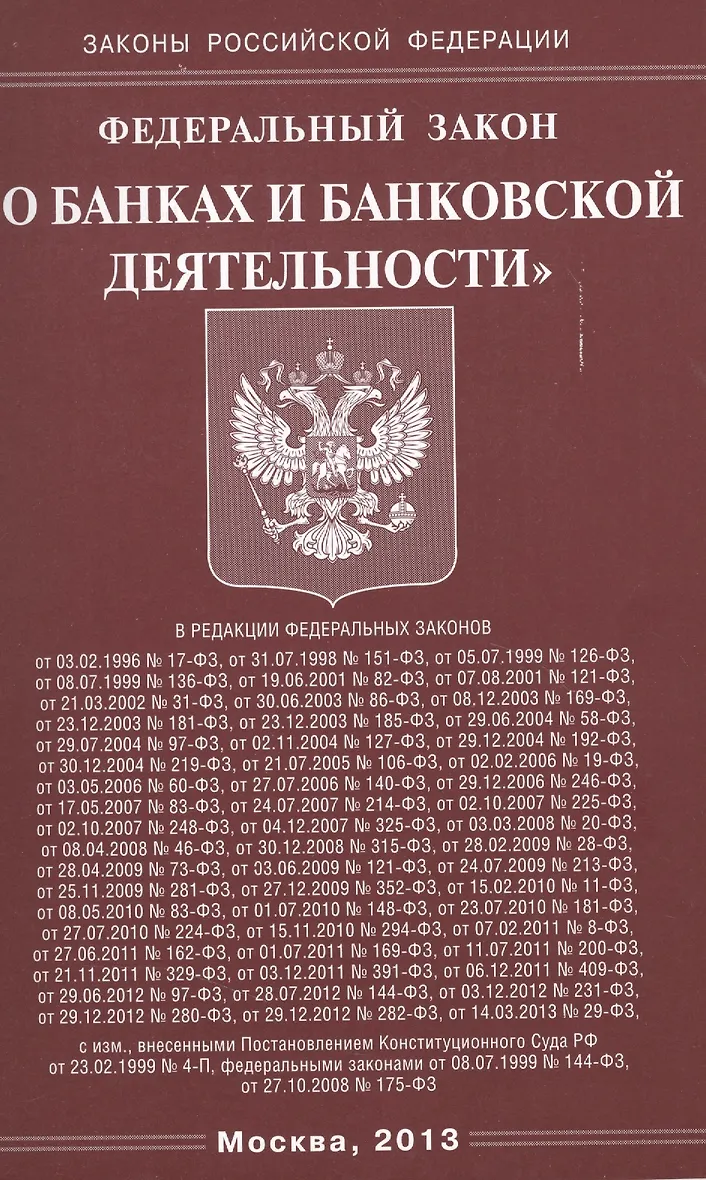 ЗАКОНЫ РОССИЙСКОЙ ФЕДЕРАЦИИ
ФЕДЕРАЛЬНЫЙ ЗАКОН
О БАНКАХ И БАНКОВСКОЙ
ДЕЯТЕЛЬНОСТИ»
В РЕДАКЦИИ ФЕДЕРАЛЬНЫХ ЗАКОНОВ
от 03.02.1996 № 17-ФЗ, от 31.07.1998 № 151-ФЗ, от 05.07.1999 № 126-ФЗ,
от 08.07.1999 № 136-ФЗ, от 19.06.2001 № 82-ФЗ, от 07.08.2001 № 121-ФЗ,
от 21.03.2002 № 31-ФЗ, от 30.06.2003 № 86-ФЗ, от 08.12.2003 № 169-ФЗ,
от 23.12.2003 № 181-ФЗ, от 23.12.2003 № 185-ФЗ, от 29.06.2004 № 58-ФЗ,
от 29.07.2004 № 97-ФЗ, от 02.11.2004 № 127-ФЗ, от 29.12.2004 № 192-ФЗ,
от 30.12.2004 № 219-ФЗ, от 21.07.2005 № 106-ФЗ, от 02.02.2006 № 19-ФЗ,
от 03.05.2006 № 60-ФЗ, от 27.07.2006 № 140-ФЗ, от 29.12.2006 № 246-ФЗ,
от 17.05.2007 № 83-ФЗ, от 24.07.2007 № 214-ФЗ, от 02.10.2007 № 225-ФЗ,
от 02.10.2007 № 248-ФЗ, от 04.12.2007 № 325-ФЗ, от 03.03.2008 № 20-ФЗ,
от 08.04.2008 № 46-ФЗ, от 30.12.2008 № 315-ФЗ, от 28.02.2009 № 28-ФЗ,
от 28.04.2009 № 73-ФЗ, от 03.06.2009 № 121-ФЗ, от 24.07.2009 № 213-ФЗ,
от 25.11.2009 № 281-ФЗ, от 27.12.2009 № 352-ФЗ, от 15.02.2010 № 11-ФЗ,
от 08.05.2010 № 83-ФЗ, от 01.07.2010 № 148-ФЗ, от 23.07.2010 № 181-ФЗ,
от 27.07.2010 № 224-ФЗ, от 15.11.2010 № 294-ФЗ, от 07.02.2011 № 8-ФЗ,
от 27.06.2011 № 162-ФЗ, от 01.07.2011 № 169-ФЗ, от 11.07.2011 № 200-ФЗ,
от 21.11.2011 № 329-ФЗ, от 03.12.2011 № 391-ФЗ, от 06.12.2011 № 409-ФЗ,
от 29.06.2012 № 97-ФЗ, от 28.07.2012 № 144-ФЗ, от 03.12.2012 № 231-ФЗ,
от 29.12.2012 № 280-ФЗ, от 29.12.2012 № 282-ФЗ, от 14.03.2013 № 29-ФЗ,
с изм., внесенными Постановлением Конституционного Суда РФ
от 23.02.1999 № 4-П, федеральными законами от 08.07.1999 № 144-ФЗ,
от 27.10.2008 № 175-ФЗ
Москва, 2013